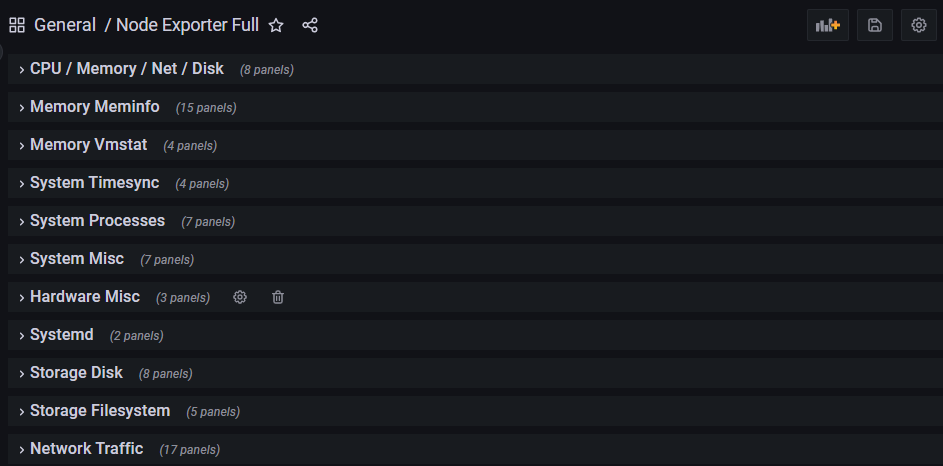 General / Node Exporter Full
CPU / Memory / Net / Disk (8 panels)
Memory Meminfo (15 panels)
Memory Vmstat (4 panels)
System Timesync (4 panels)
System Processes (7 panels)
System Misc (7 panels)
Hardware Misc (3 panels)
Systemd (2 panels)
Storage Disk (8 panels)
Storage Filesystem (5 panels)
Network Traffic (17 panels)